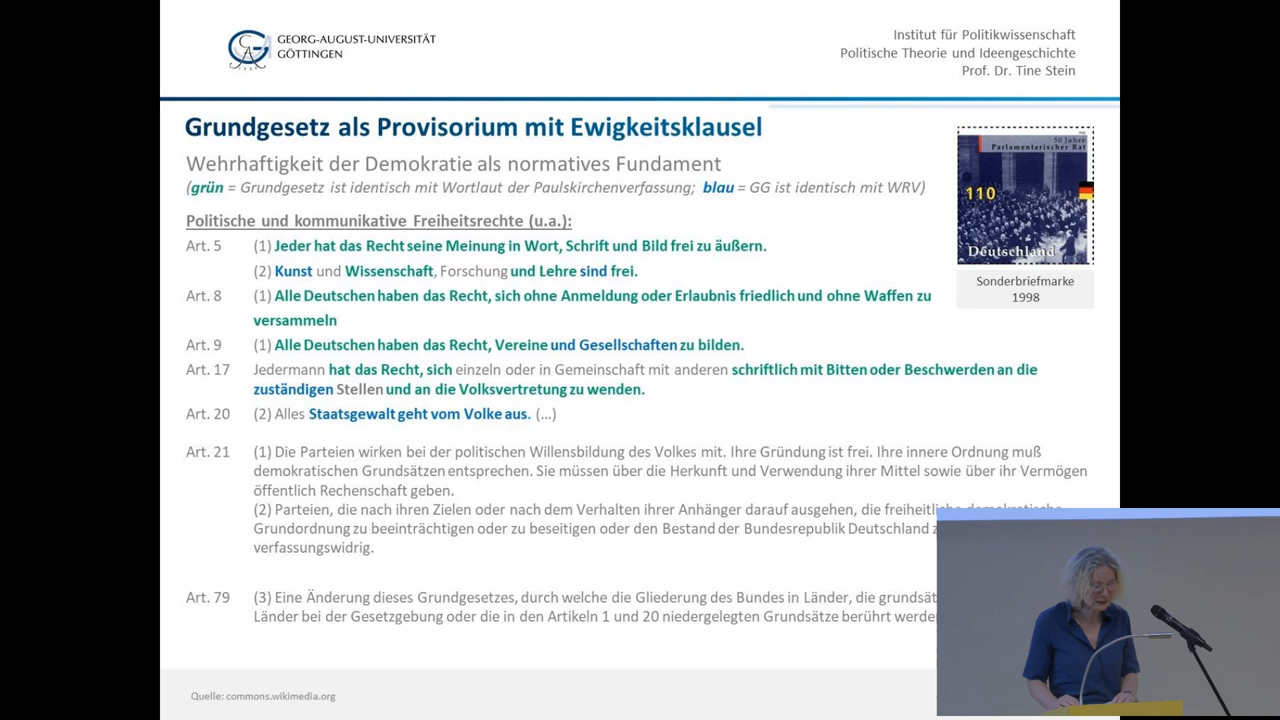 GEORG-AUGUST-UNIVERSITÄT
GÖTTINGEN
Institut für Politikwissenschaft
Politische Theorie und Ideengeschichte
Prof. Dr. Tine Stein
Grundgesetz als Provisorium mit Ewigkeitsklausel
Wehrhaftigkeit der Demokratie als normatives Fundament
(grün = Grundgesetz ist identisch mit Wortlaut der Paulskirchenverfassung; blau = GG ist identisch mit WRV)
50 Jahre
Parlamentarischer Rat
110
Deutschland
Sonderbriefmarke
1998
Politische und kommunikative Freiheitsrechte (u.a.):
Art. 5 (1) Jeder hat das Recht seine Meinung in Wort, Schrift und Bild frei zu äußern.
(2) Kunst und Wissenschaft, Forschung und Lehre sind frei.
Art. 8 (1) Alle Deutschen haben das Recht, sich ohne Anmeldung oder Erlaubnis friedlich und ohne Waffen zu
versammeln
Art. 9 (1) Alle Deutschen haben das Recht, Vereine und Gesellschaften zu bilden.
Art. 17 Jedermann hat das Recht, sich einzeln oder in Gemeinschaft mit anderen schriftlich mit Bitten oder Beschwerden an die
zuständigen Stellen und an die Volksvertretung zu wenden.
Art. 20 (2) Alles Staatsgewalt geht vom Volke aus. (...)
Art. 21 (1) Die Parteien wirken bei der politischen Willensbildung des Volkes mit. Ihre Gründung ist frei. Ihre innere Ordnung muß
demokratischen Grundsätzen entsprechen. Sie müssen über die Herkunft und Verwendung ihrer Mittel sowie über ihr Vermögen
öffentlich Rechenschaft geben.
(2) Parteien, die nach ihren Zielen oder nach dem Verhalten ihrer Anhänger darauf ausgehen, die freiheitliche demokratische
Grundordnung zu beeinträchtigen oder zu beseitigen oder den Bestand der Bundesrepublik Deutschland
verfassungswidrig.
Art. 79 (3) Eine Änderung dieses Grundgesetzes, durch welche die Gliederung des Bundes in Länder, die
Länder bei der Gesetzgebung oder die in den Artikeln 1 und 20 niedergelegten Grundsätze berührt
Quelle: commons.wikimedia.org